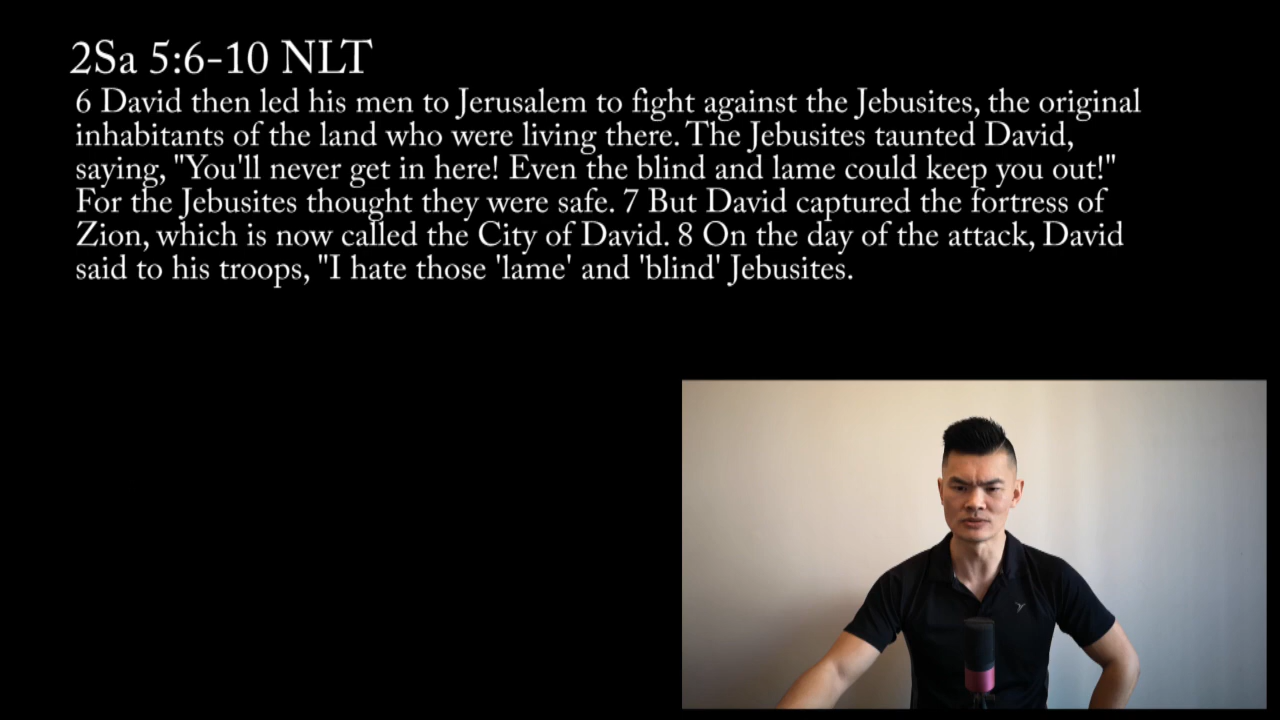 2Sa 5:6-10 NLT
6 David then led his men to Jerusalem to fight against the Jebusites, the original
inhabitants of the land who were living there. The Jebusites taunted David,
saying, "You'll never get in here! Even the blind and lame could keep you out!"
For the Jebusites thought they were safe. 7 But David captured the fortress of
Zion, which is now called the City of David. 8 On the day of the attack, David
said to his troops, "I hate those 'lame' and 'blind' Jebusites.